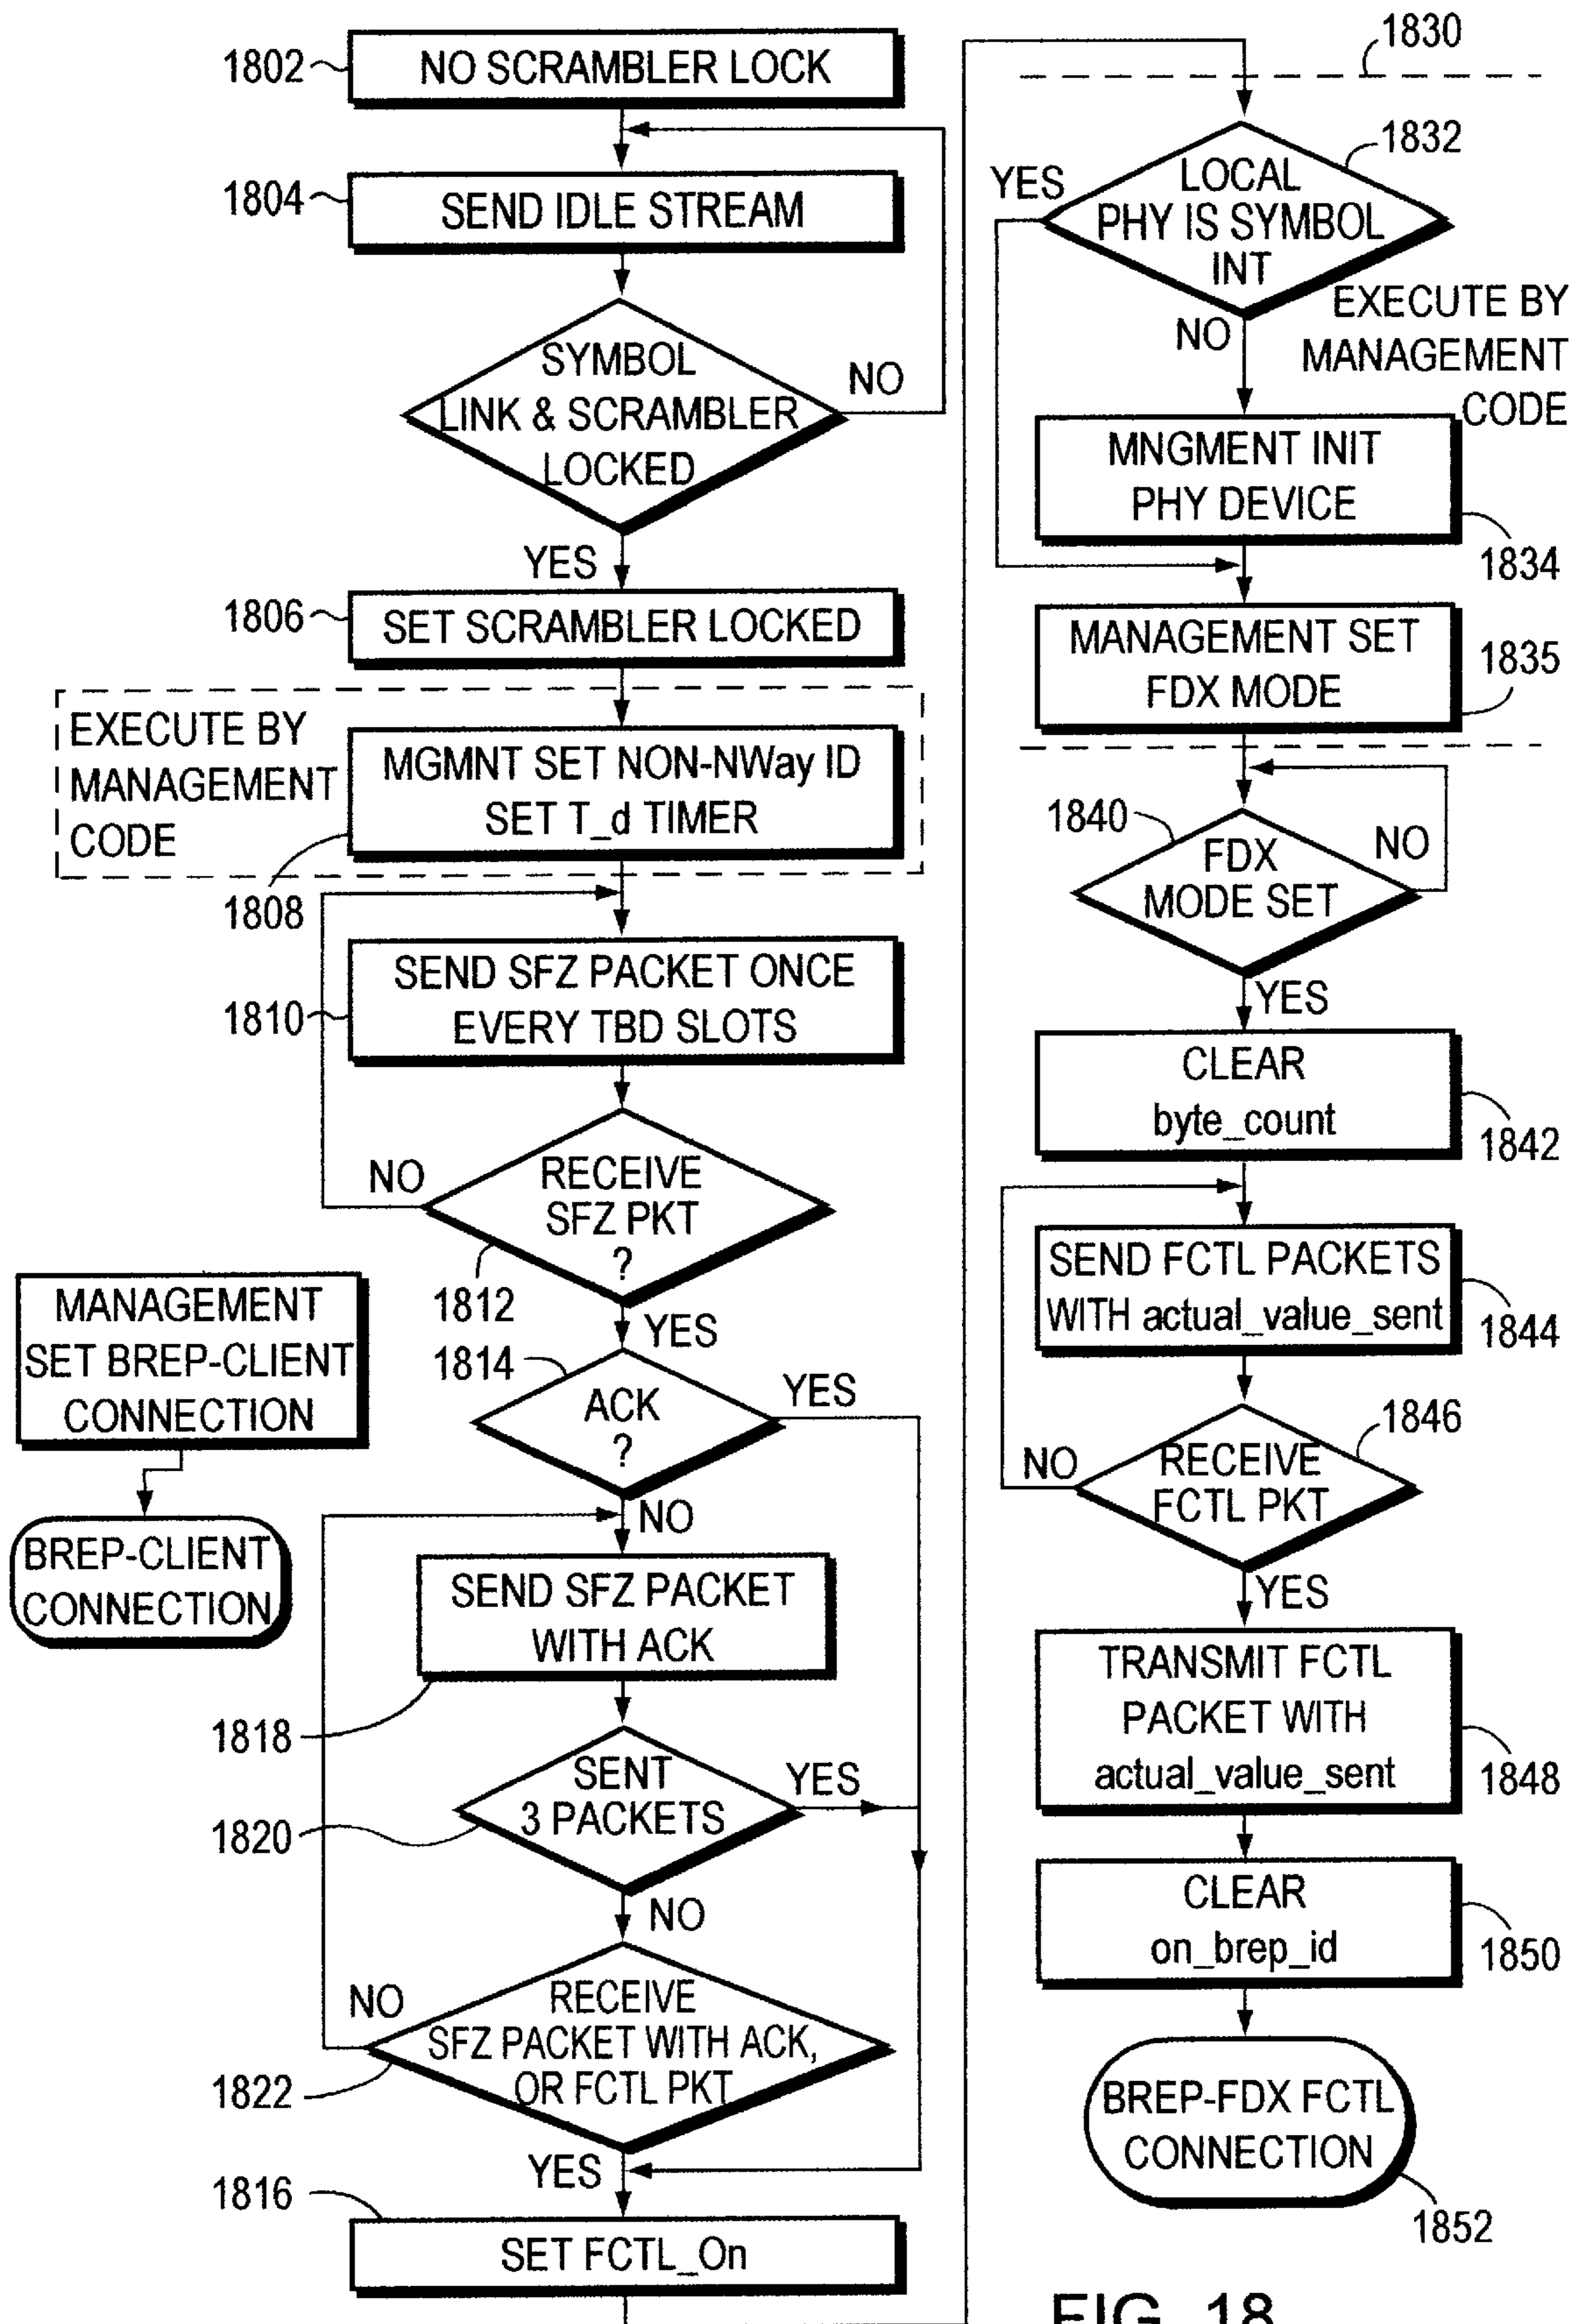 1802
NO SCRAMBLER LOCK
1804
SEND IDLE STREAM
SYMBOL
LINK & SCRAMBLER
LOCKED
NO
YES
1806
SET SCRAMBLER LOCKED
EXECUTE BY
MANAGEMENT
CODE
MGMNT SET NON-NWay ID
SET T_d TIMER
1808
SEND SFZ PACKET ONCE
EVERY TBD SLOTS
1810
NO
RECEIVE
SFZ PKT
?
1812
YES
MANAGEMENT
SET BREP-CLIENT
CONNECTION
BREP-CLIENT
CONNECTION
1814
ACK
?
YES
NO
SEND SFZ PACKET
WITH ACK
1818
SENT
3 PACKETS
YES
1820
NO
NO
RECEIVE
SFZ PACKET WITH ACK,
OR FCTL PKT
1822
YES
1816
SET FCTL_On
1830
1832
YES
LOCAL
PHY IS SYMBOL
INT
NO
EXECUTE BY
MANAGEMENT
CODE
MNGMENT INIT
PHY DEVICE
1834
MANAGEMENT SET
FDX MODE
1835
1840
FDX
MODE SET
NO
YES
CLEAR
byte_count
1842
SEND FCTL PACKETS
WITH actual_value_sent
1844
1846
NO
RECEIVE
FCTL PKT
YES
TRANSMIT FCTL
PACKET WITH
actual_value_sent
1848
CLEAR
on_brep_id
1850
BREP-FDX FCTL
CONNECTION
1852
FIG. 18